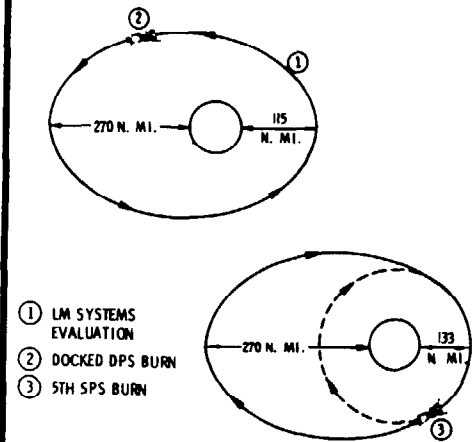 ②
①
270 N. MI.
115
N. MI.
① LM SYSTEMS
EVALUATION
② DOCKED DPS BURN
③ 5TH SPS BURN
270 N. MI.
133
N MI.
③